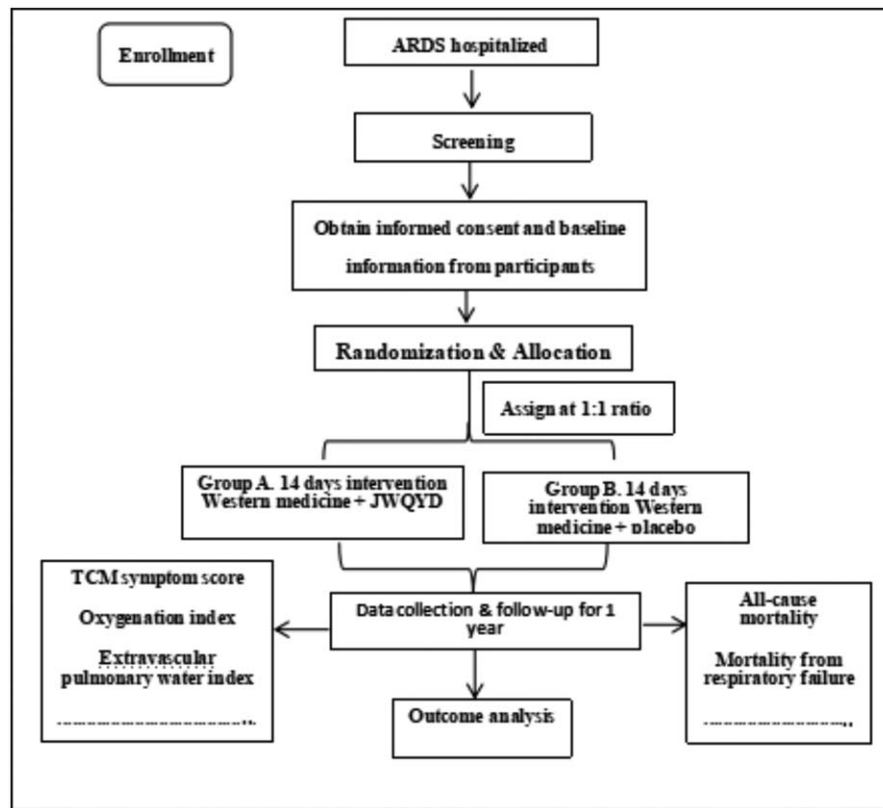 Enrollment
ARDS hospitalized
Screening
Obtain informed consent and baseline
information from participants
Randomization & Allocation
Assign at 1:1 ratio
Group A. 14 days intervention
Western medicine + JWQYD
Group B. 14 days
intervention Western
medicine + placebo
TCM symptom score
Oxygenation index
Extravascular
pulmonary water index
Data collection & follow-up for 1
year
All-cause
mortality
Mortality from
respiratory failure
Outcome analysis